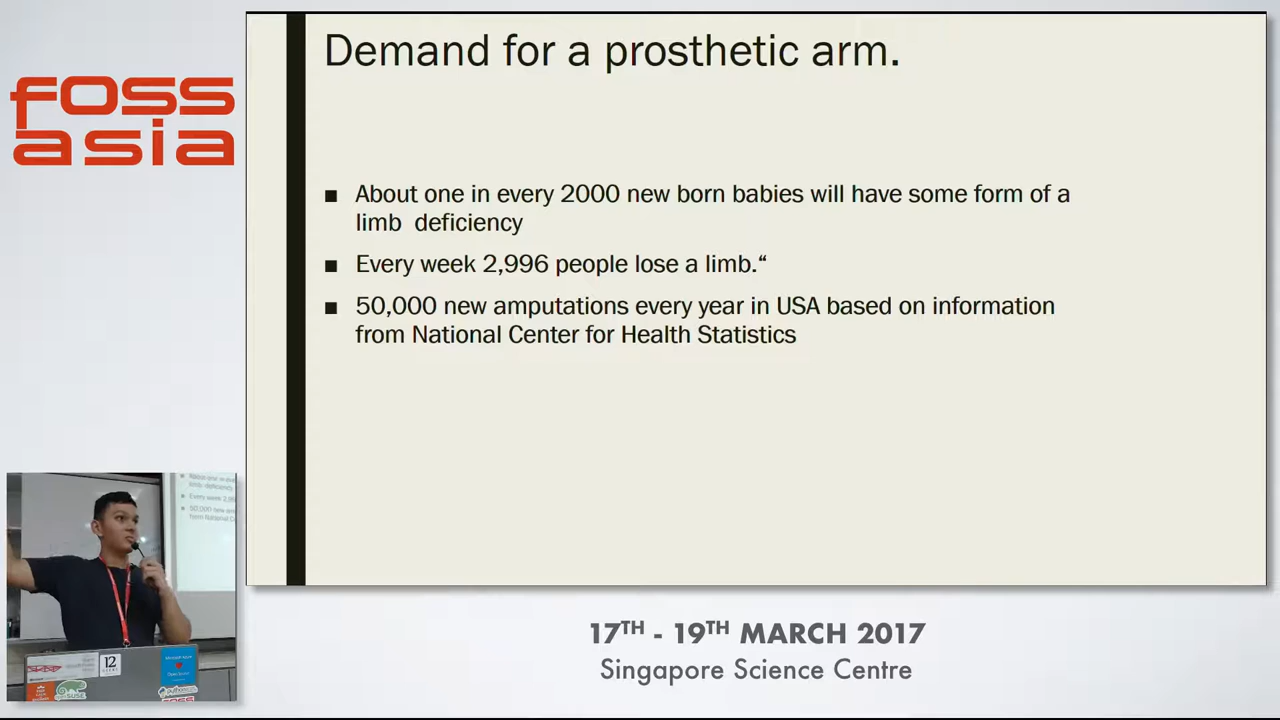 foss
asia
Demand for a prosthetic arm.
■ About one in every 2000 new born babies will have some form of a
limb deficiency
■ Every week 2,996 people lose a limb.“
■ 50,000 new amputations every year in USA based on information
from National Center for Health Statistics
12
17TH - 19TH MARCH 2017
Singapore Science Centre